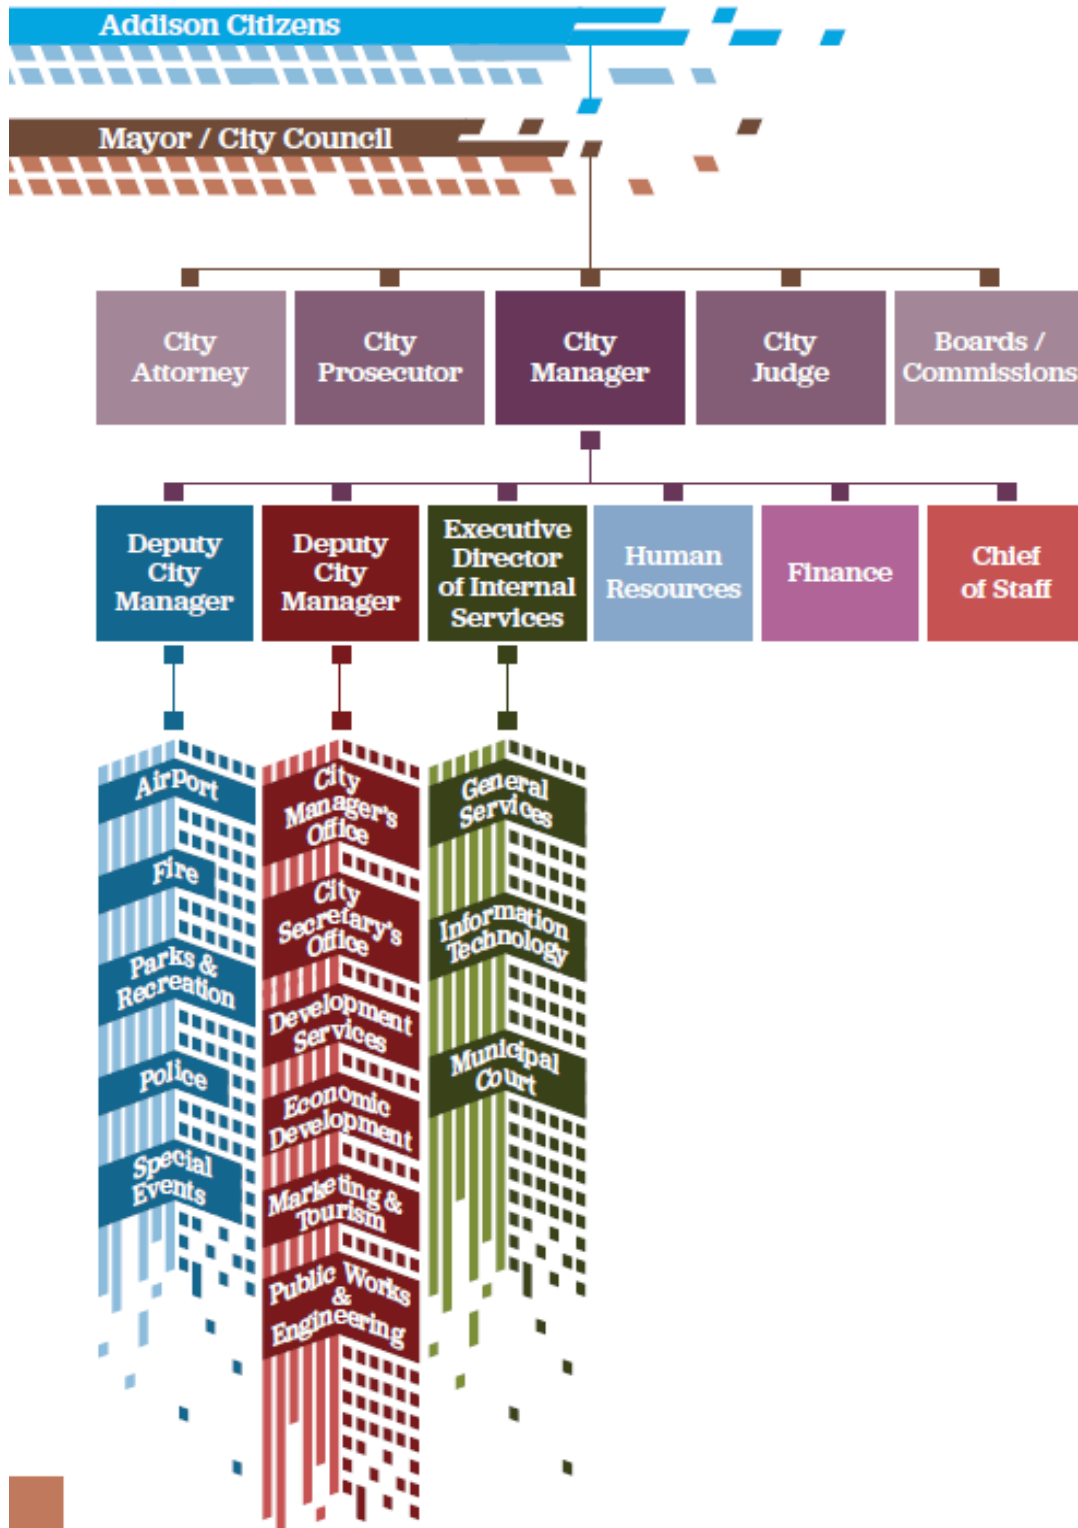 Addison Citizens
Mayor / City Council
City
Attorney
City
Prosecutor
City
Manager
City
Judge
Boards /
Commissions
Deputy
City
Manager
Deputy
City
Manager
Executive
Director
of Internal
Services
Human
Resources
Finance
Chief
of Staff
Airport
Fire
Parks &
Recreation
Police
Special
Events
City
Manager's
Office
City
Secretary's
Office
Development
Services
Economic
Development
Marketing &
Tourism
Public Works
&
Engineering
General
Services
Information
Technology
Municipal
Court